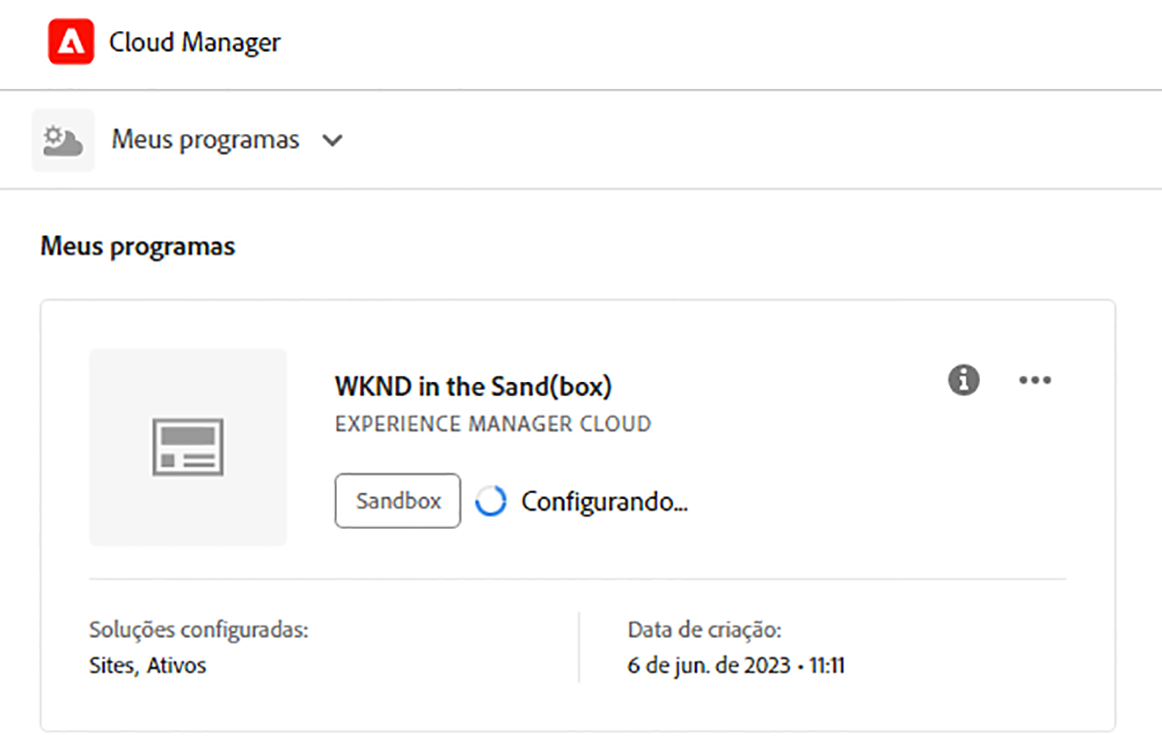 Cloud Manager
Meus programas
Meus programas
WKND in the Sand(box)
EXPERIENCE MANAGER CLOUD
Sandbox
Configurando...
Soluções configuradas:
Sites, Ativos
Data de criação:
6 de jun. de 2023 • 11:11